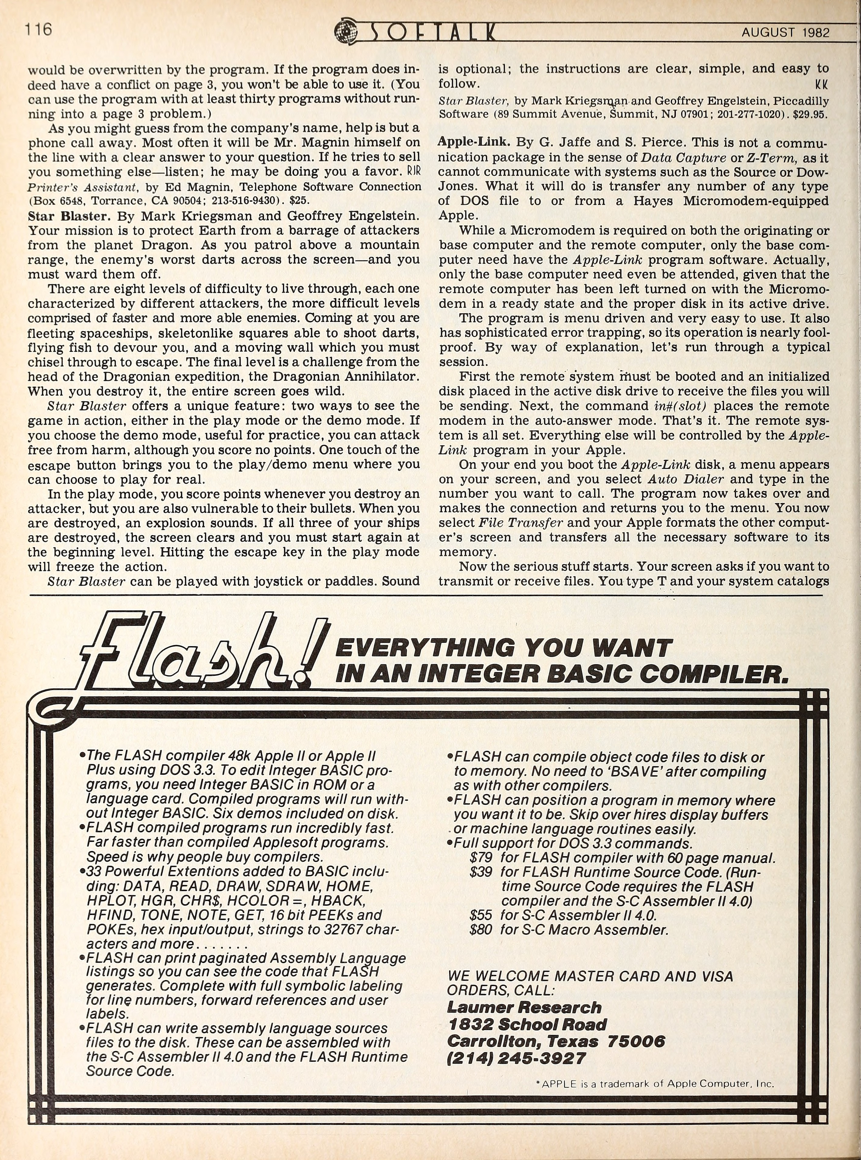 116
SOFTALK
AUGUST 1982
would be overwritten by the program. If the program does in-
deed have a conflict on page 3, you won't be able to use it. (You
can use the program with at least thirty programs without run-
ning into a page 3 problem.)
As you might guess from the company's name, help is but a
phone call away. Most often it will be Mr. Magnin himself on
the line with a clear answer to your question. If he tries to sell
you something else—listen; he may be doing you a favor. RIR
Printer's Assistant, by Ed Magnin, Telephone Software Connection
(Box 6548, Torrance, CA 90504; 213-516-9430). $25.
Star Blaster. By Mark Kriegsman and Geoffrey Engelstein.
Your mission is to protect Earth from a barrage of attackers
from the planet Dragon. As you patrol above a mountain
range, the enemy's worst darts across the screen—and you
must ward them off.
There are eight levels of difficulty to live through, each one
characterized by different attackers, the more difficult levels
comprised of faster and more able enemies. Coming at you are
fleeting spaceships, skeletonlike squares able to shoot darts,
flying fish to devour you, and a moving wall which you must
chisel through to escape. The final level is a challenge from the
head of the Dragonian expedition, the Dragonian Annihilator.
When you destroy it, the entire screen goes wild.
Star Blaster offers a unique feature: two ways to see the
game in action, either in the play mode or the demo mode. If
you choose the demo mode, useful for practice, you can attack
free from harm, although you score no points. One touch of the
escape button brings you to the play/demo menu where you
can choose to play for real.
In the play mode, you score points whenever you destroy an
attacker, but you are also vulnerable to their bullets. When you
are destroyed, an explosion sounds. If all three of your ships
are destroyed, the screen clears and you must start again at
the beginning level. Hitting the escape key in the play mode
will freeze the action.
Star Blaster can be played with joystick or paddles. Sound
is optional; the instructions are clear, simple, and easy to
follow. KK
Star Blaster, by Mark Kriegsman and Geoffrey Engelstein, Piccadilly
Software (89 Summit Avenue, Summit, NJ 07901; 201-277-1020). $29.95.
Apple-Link. By G. Jaffe and S. Pierce. This is not a commu-
nication package in the sense of Data Capture or Z-Term, as it
cannot communicate with systems such as the Source or Dow-
Jones. What it will do is transfer any number of any type
of DOS file to or from a Hayes Micromodem-equipped
Apple.
While a Micromodem is required on both the originating or
base computer and the remote computer, only the base com-
puter need have the Apple-Link program software. Actually,
only the base computer need even be attended, given that the
remote computer has been left turned on with the Micromo-
dem in a ready state and the proper disk in its active drive.
The program is menu driven and very easy to use. It also
has sophisticated error trapping, so its operation is nearly fool-
proof. By way of explanation, let's run through a typical
session.
First the remote system must be booted and an initialized
disk placed in the active disk drive to receive the files you will
be sending. Next, the command in#(slot) places the remote
modem in the auto-answer mode. That's it. The remote sys-
tem is all set. Everything else will be controlled by the Apple-
Link program in your Apple.
On your end you boot the Apple-Link disk, a menu appears
on your screen, and you select Auto Dialer and type in the
number you want to call. The program now takes over and
makes the connection and returns you to the menu. You now
select File Transfer and your Apple formats the other comput-
er's screen and transfers all the necessary software to its
memory.
Now the serious stuff starts. Your screen asks if you want to
transmit or receive files. You type T and your system catalogs
Flash! EVERYTHING YOU WANT
IN AN INTEGER BASIC COMPILER.
•The FLASH compiler 48k Apple II or Apple II
Plus using DOS 3.3. To edit Integer BASIC pro-
grams, you need Integer BASIC in ROM or a
language card. Compiled programs will run with-
out Integer BASIC. Six demos included on disk.
•FLASH compiled programs run incredibly fast.
Far faster than compiled Applesoft programs.
Speed is why people buy compilers.
•33 Powerful Extentions added to BASIC inclu-
ding: DATA, READ, DRAW, SDRAW, HOME,
HPLOT, HGR, CHR$, HCOLOR =, HBACK,
HFIND, TONE, NOTE, GET, 16 bit PEEKs and
POKEs, hex input/output, strings to 32767 char-
acters and more . . . . . . .
•FLASH can print paginated Assembly Language
listings so you can see the code that FLASH
generates. Complete with full symbolic labeling
for line numbers, forward references and user
labels.
•FLASH can write assembly language sources
files to the disk. These can be assembled with
the S-C Assembler II 4.0 and the FLASH Runtime
Source Code.
•FLASH can compile object code files to disk or
to memory. No need to 'BSAVE' after compiling
as with other compilers.
•FLASH can position a program in memory where
you want it to be. Skip over hires display buffers
or machine language routines easily.
•Full support for DOS 3.3 commands.
$79 for FLASH compiler with 60 page manual.
$39 for FLASH Runtime Source Code. (Run-
time Source Code requires the FLASH
compiler and the S-C Assembler II 4.0)
$55 for S-C Assembler II 4.0.
$80 for S-C Macro Assembler.
WE WELCOME MASTER CARD AND VISA
ORDERS, CALL:
Laumer Research
1832 School Road
Carrollton, Texas 75006
(214) 245-3927
*APPLE is a trademark of Apple Computer, Inc.